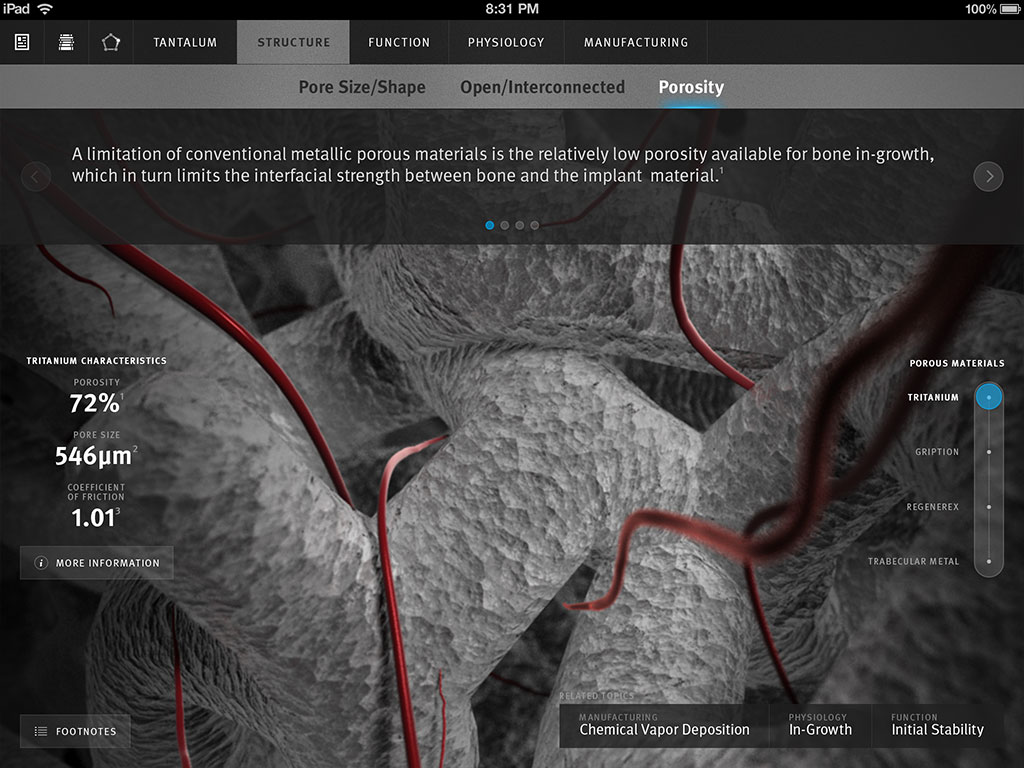 iPad 8:31 PM 100%
TANTALUM STRUCTURE FUNCTION PHYSIOLOGY MANUFACTURING
Pore Size/Shape Open/Interconnected Porosity
A limitation of conventional metallic porous materials is the relatively low porosity available for bone in-growth,
which in turn limits the interfacial strength between bone and the implant material.¹
TRITANIUM CHARACTERISTICS
POROSITY
72%¹
PORE SIZE
546µm²
COEFFICIENT
OF FRICTION
1.01³
i MORE INFORMATION
POROUS MATERIALS
TRITANIUM
GRIPTION
REGENEREX
TRABECULAR METAL
FOOTNOTES
RELATED TOPICS
MANUFACTURING
Chemical Vapor Deposition
PHYSIOLOGY
In-Growth
FUNCTION
Initial Stability